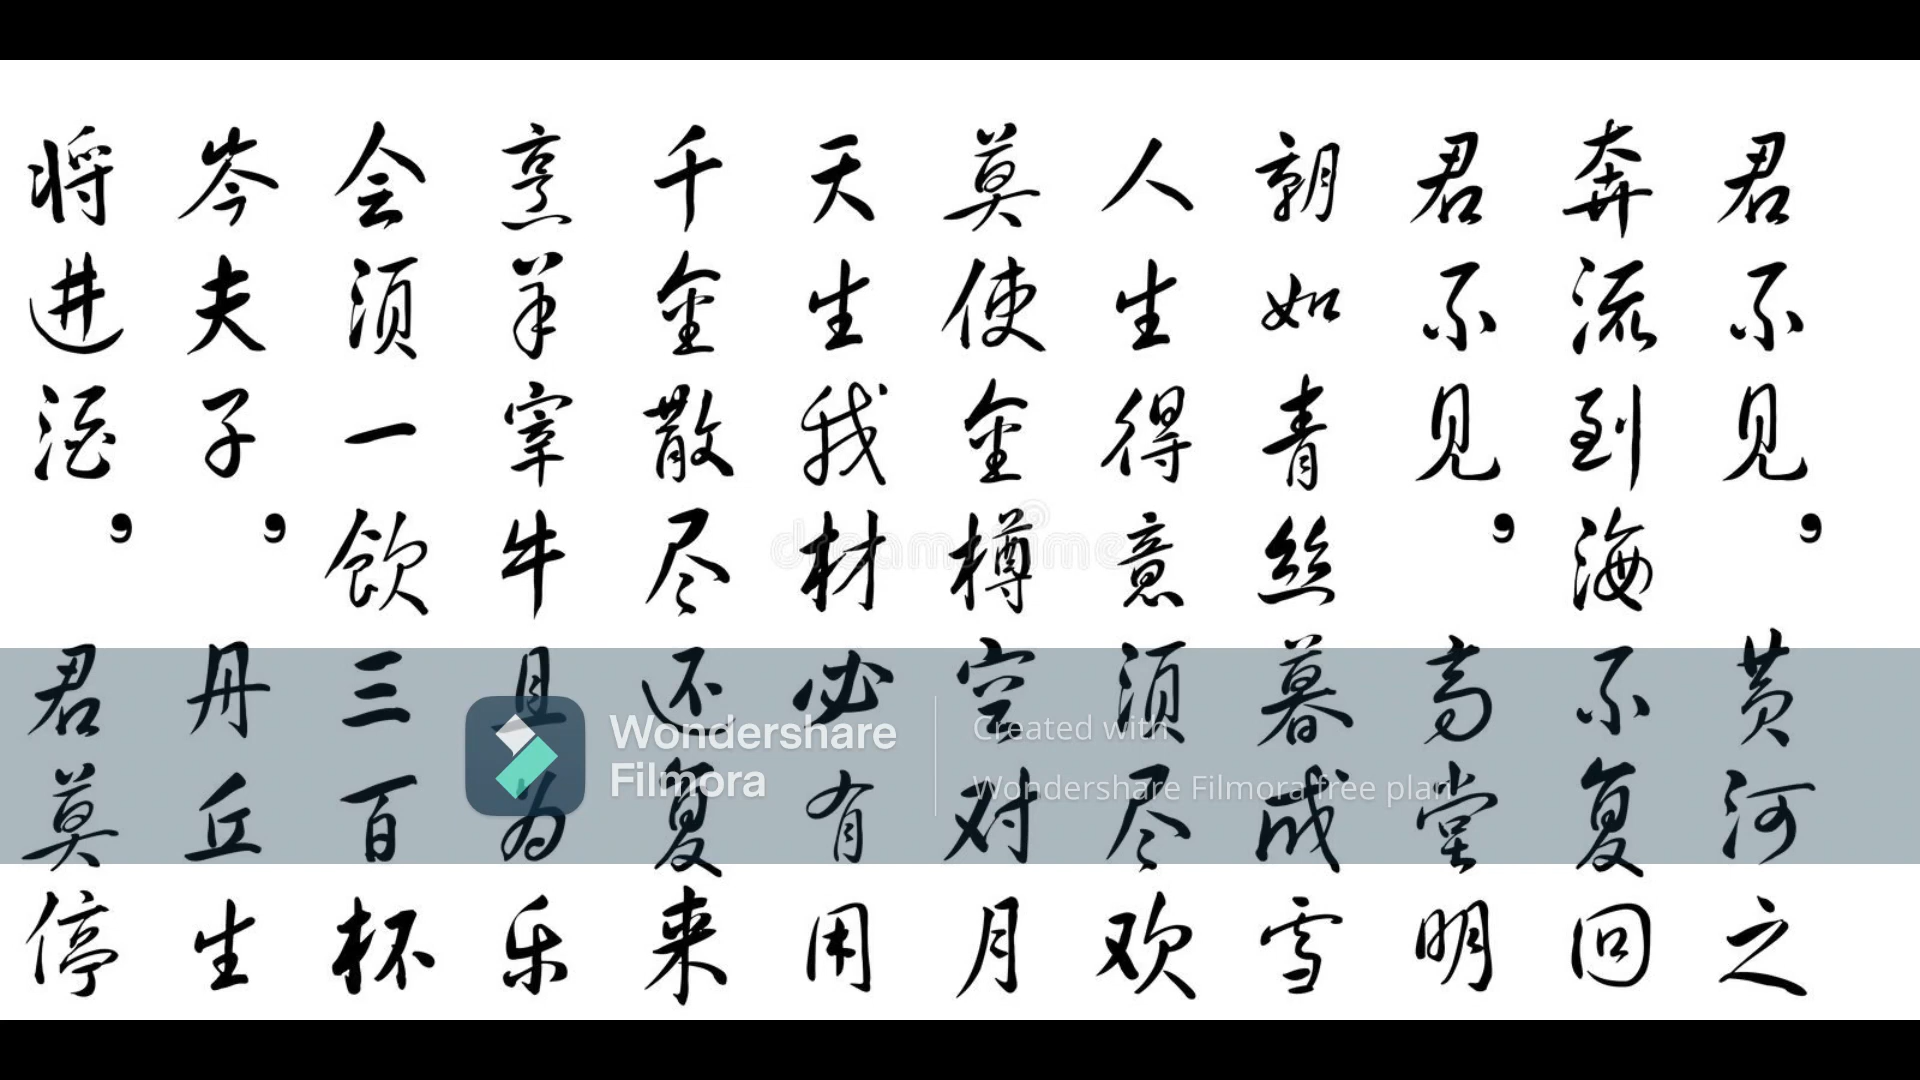 君不见，黄河之
奔流到海不复回
君不见，高堂明
朝如青丝暮成雪
人生得意须尽欢
莫使金樽空对月
天生我材必有用
千金散尽还复来
烹羊宰牛且为乐
会须一饮三百杯
岑夫子，丹丘生
将进酒，君莫停
dreamstime
Wondershare
Filmora
Created with
Wondershare Filmora free plan